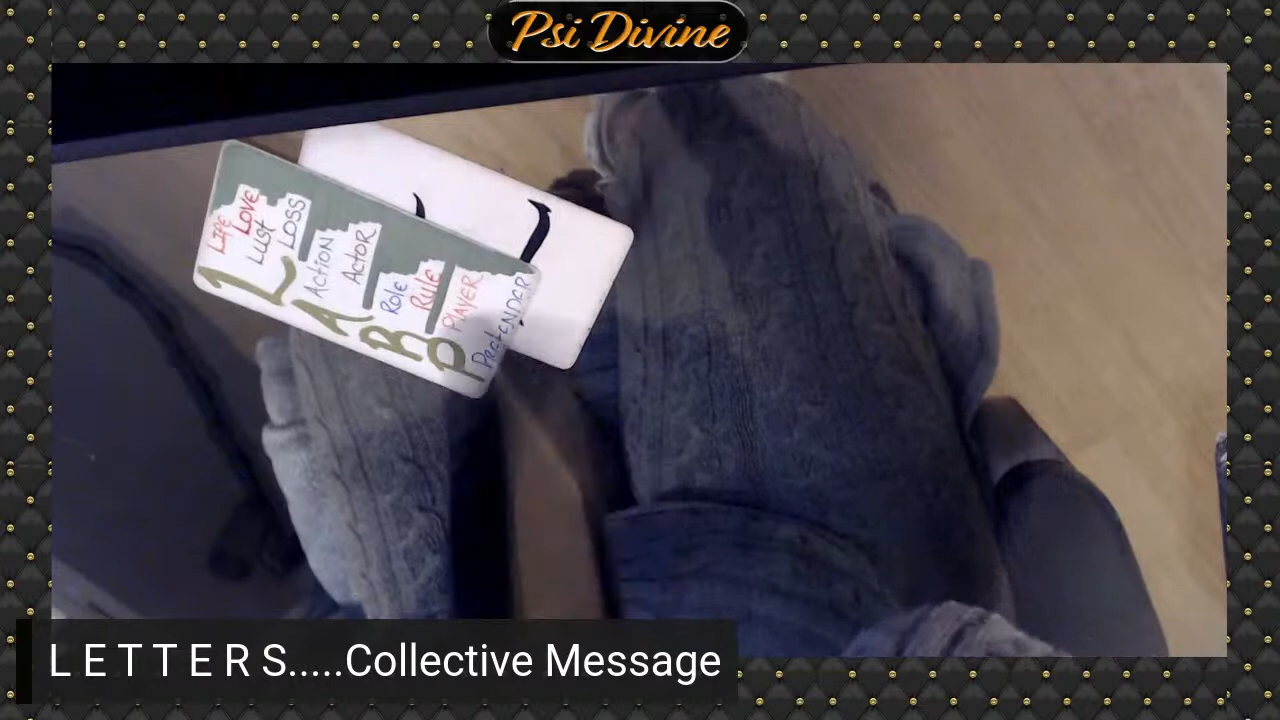 Psi Divine
LIFE
LOVE
LUST
LOSS
ACTION
ACTOR
Role
RULE
PLAYER
PRETENDER
L A R P
L E T T E R S.....Collective Message